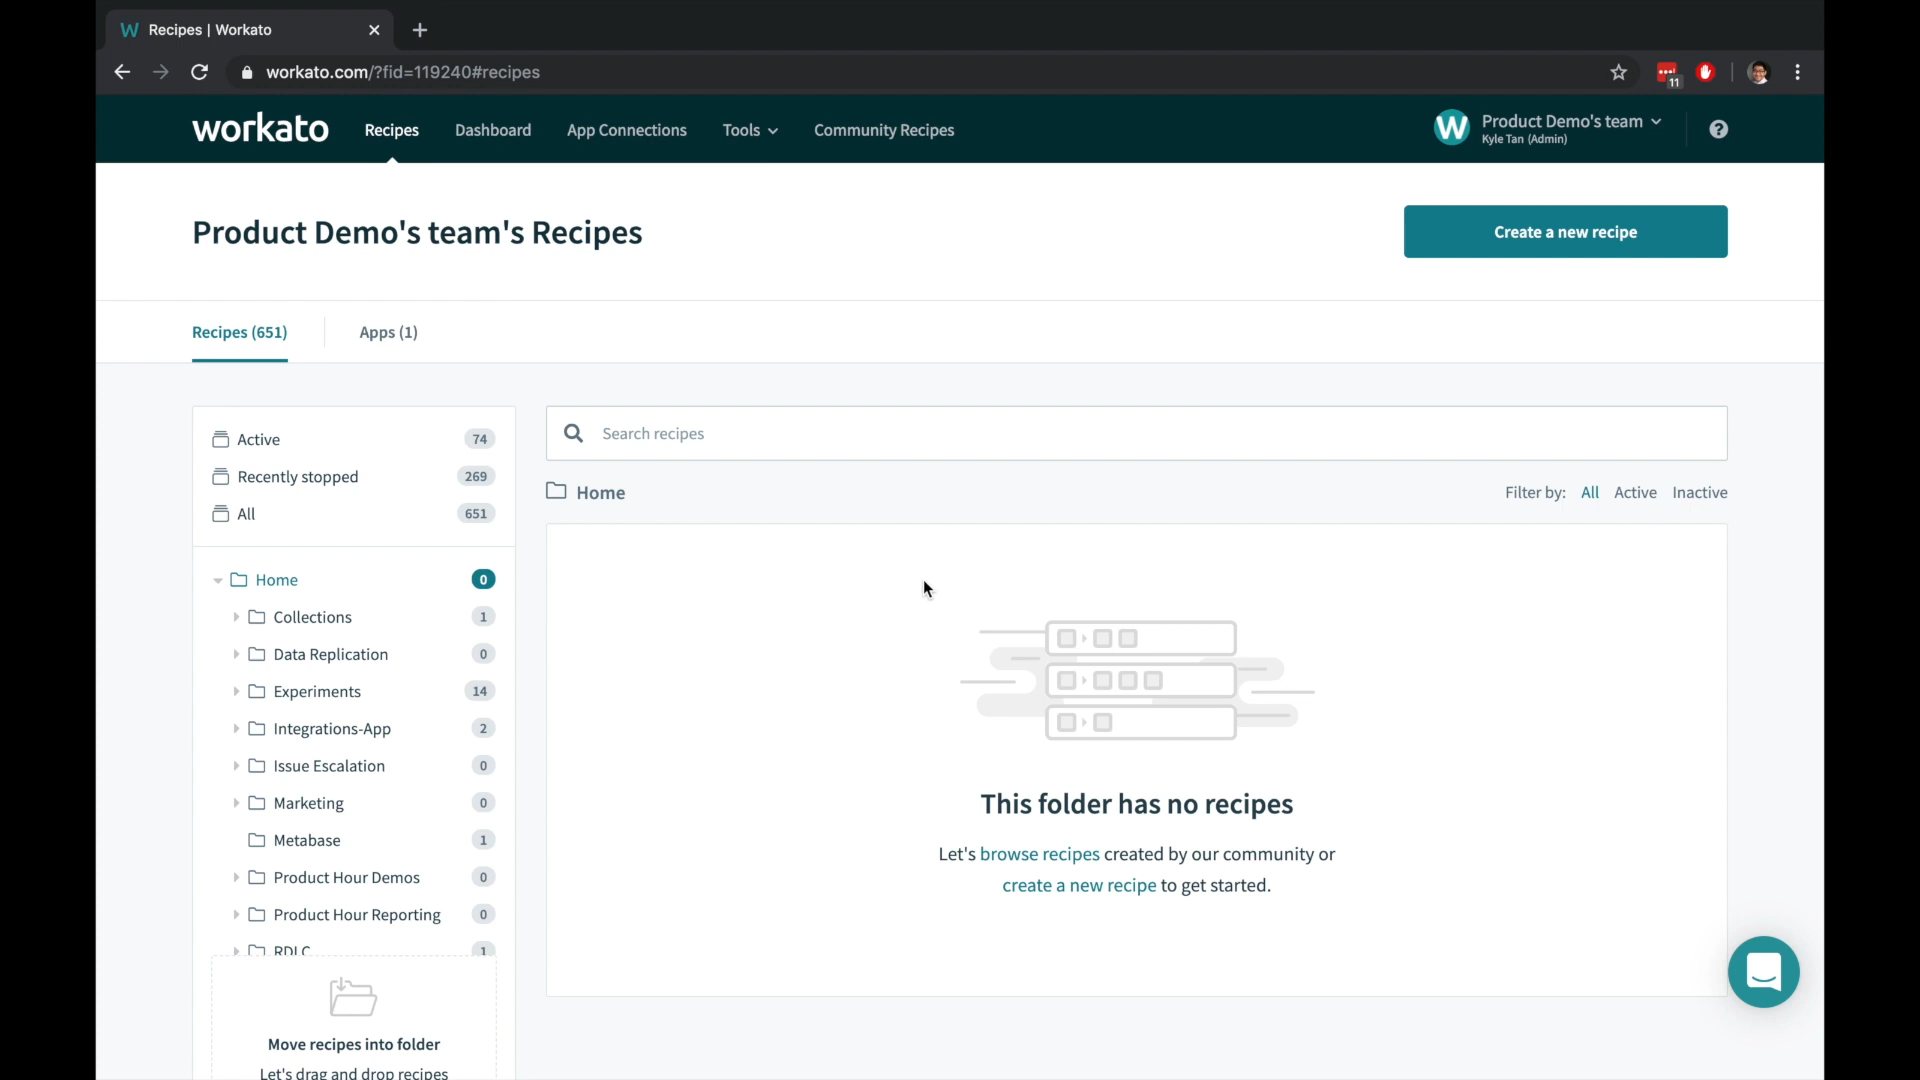 Recipes | Workato
workato.com/?fid=119240#recipes
11
workato
Recipes
Dashboard
App Connections
Tools
Community Recipes
W
Product Demo's team
Kyle Tan (Admin)
Product Demo's team's Recipes
Create a new recipe
Recipes (651)
Apps (1)
Active 74
Recently stopped 269
All 651
Home 0
Collections 1
Data Replication 0
Experiments 14
Integrations-App 2
Issue Escalation 0
Marketing 0
Metabase 1
Product Hour Demos 0
Product Hour Reporting 0
RDLC 1
Move recipes into folder
Let's drag and drop recipes
Search recipes
Home
Filter by: All Active Inactive
This folder has no recipes
Let's browse recipes created by our community or
create a new recipe to get started.